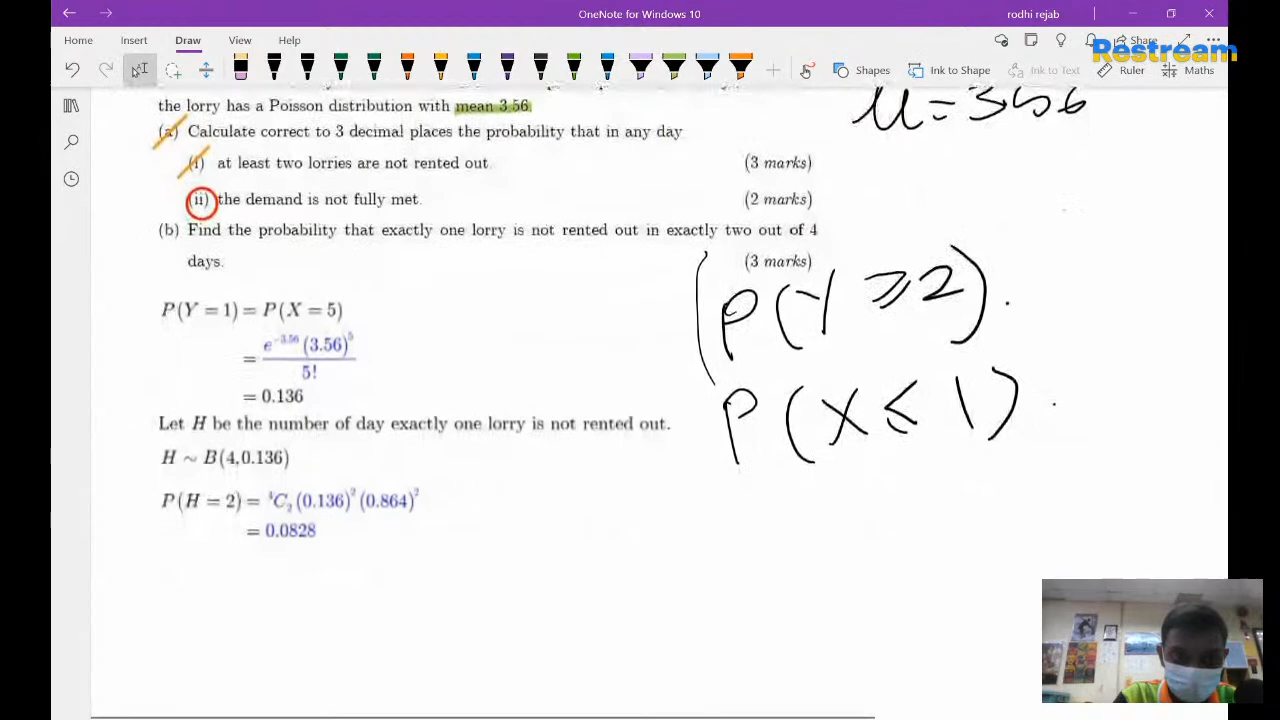 OneNote for Windows 10
rodhi rejab
Home Insert Draw View Help
Share
Restream
Shapes Ink to Shape Ink to Text Ruler Maths
the lorry has a Poisson distribution with mean 3.56
μ = 3.56
(a) Calculate correct to 3 decimal places the probability that in any day
(i) at least two lorries are not rented out. (3 marks)
(ii) the demand is not fully met. (2 marks)
(b) Find the probability that exactly one lorry is not rented out in exactly two out of 4
days. (3 marks)
P(Y ⩾ 2).
P(X ≤ 1).
P(Y = 1) = P(X = 5)
= e^{-3.56}(3.56)^5
5!
= 0.136
Let H be the number of day exactly one lorry is not rented out.
H ~ B(4,0.136)
P(H = 2) = ⁴C₂(0.136)²(0.864)²
= 0.0828